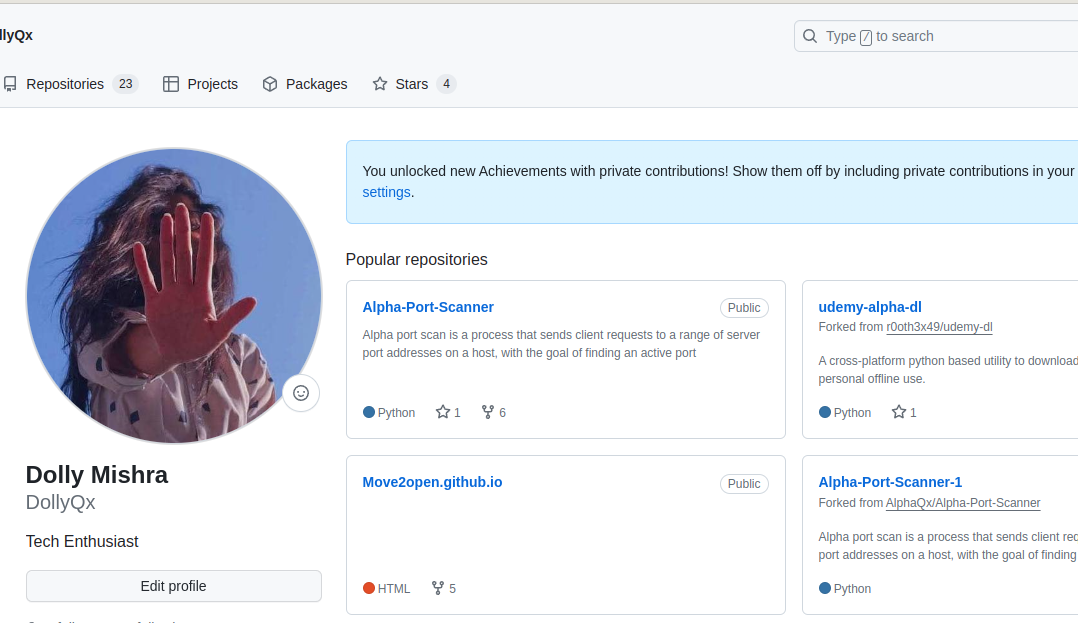 llyQx
Type / to search
Repositories 23 Projects Packages Stars 4
You unlocked new Achievements with private contributions! Show them off by including private contributions in your
settings.
Popular repositories
Alpha-Port-Scanner Public
Alpha port scan is a process that sends client requests to a range of server
port addresses on a host, with the goal of finding an active port
Python 1 6
udemy-alpha-dl
Forked from r0oth3x49/udemy-dl
A cross-platform python based utility to download
personal offline use.
Python 1
Move2open.github.io Public
HTML 5
Alpha-Port-Scanner-1
Forked from AlphaQx/Alpha-Port-Scanner
Alpha port scan is a process that sends client req
port addresses on a host, with the goal of finding
Python
Dolly Mishra
DollyQx
Tech Enthusiast
Edit profile